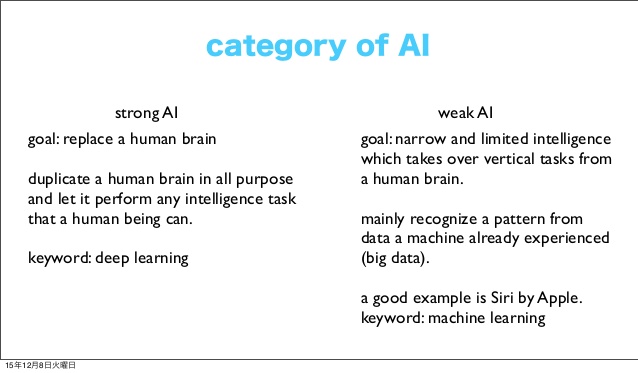 category of AI
strong AI
goal: replace a human brain
duplicate a human brain in all purpose
and let it perform any intelligence task
that a human being can.
keyword: deep learning
weak AI
goal: narrow and limited intelligence
which takes over vertical tasks from
a human brain.
mainly recognize a pattern from
data a machine already experienced
(big data).
a good example is Siri by Apple.
keyword: machine learning
15年12月8日火曜日